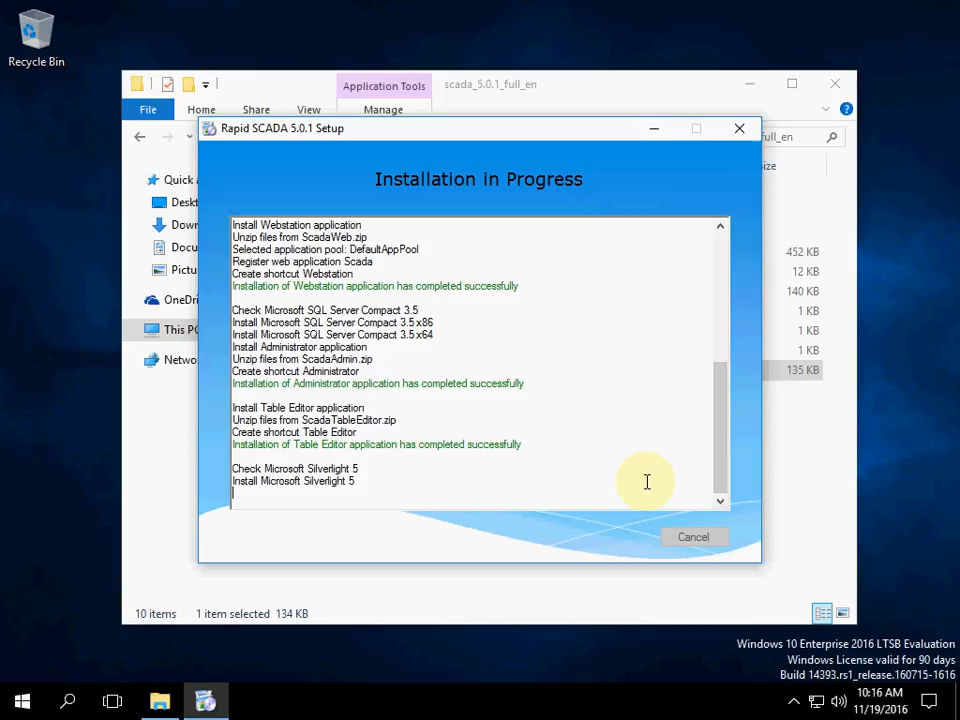 Recycle Bin
Application Tools
scada_5.0.1_full_en
File
Home
Share
View
Manage
Rapid SCADA 5.0.1 Setup
full_en
Installation in Progress
Quick
Install Webstation application
Unzip files from ScadaWeb.zip
Selected application pool: DefaultAppPool
Register web application Scada
Create shortcut Webstation
Installation of Webstation application has completed successfully
Check Microsoft SQL Server Compact 3.5
Install Microsoft SQL Server Compact 3.5 x86
Install Microsoft SQL Server Compact 3.5 x64
Install Administrator application
Unzip files from ScadaAdmin.zip
Create shortcut Administrator
Installation of Administrator application has completed successfully
Install Table Editor application
Unzip files from ScadaTableEditor.zip
Create shortcut Table Editor
Installation of Table Editor application has completed successfully
Check Microsoft Silverlight 5
Install Microsoft Silverlight 5
Deskt
Down
Docu
Pictu
OneDri
This PC
Netwo
ize
452 KB
12 KB
140 KB
1 KB
1 KB
1 KB
135 KB
Cancel
10 items
1 item selected 134 KB
Windows 10 Enterprise 2016 LTSB Evaluation
Windows License valid for 90 days
Build 14393.rs1_release.160715-1616
10:16 AM
11/19/2016